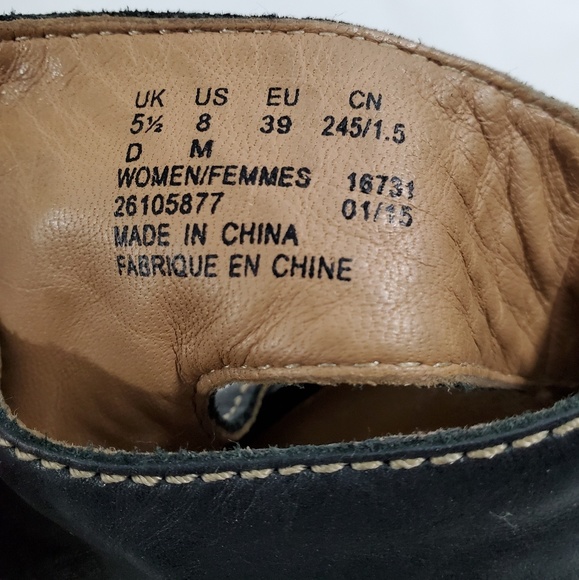 UK US EU CN
5½ 8 39 245/1.5
D M
WOMEN/FEMMES 16731
26105877 01/15
MADE IN CHINA
FABRIQUE EN CHINE